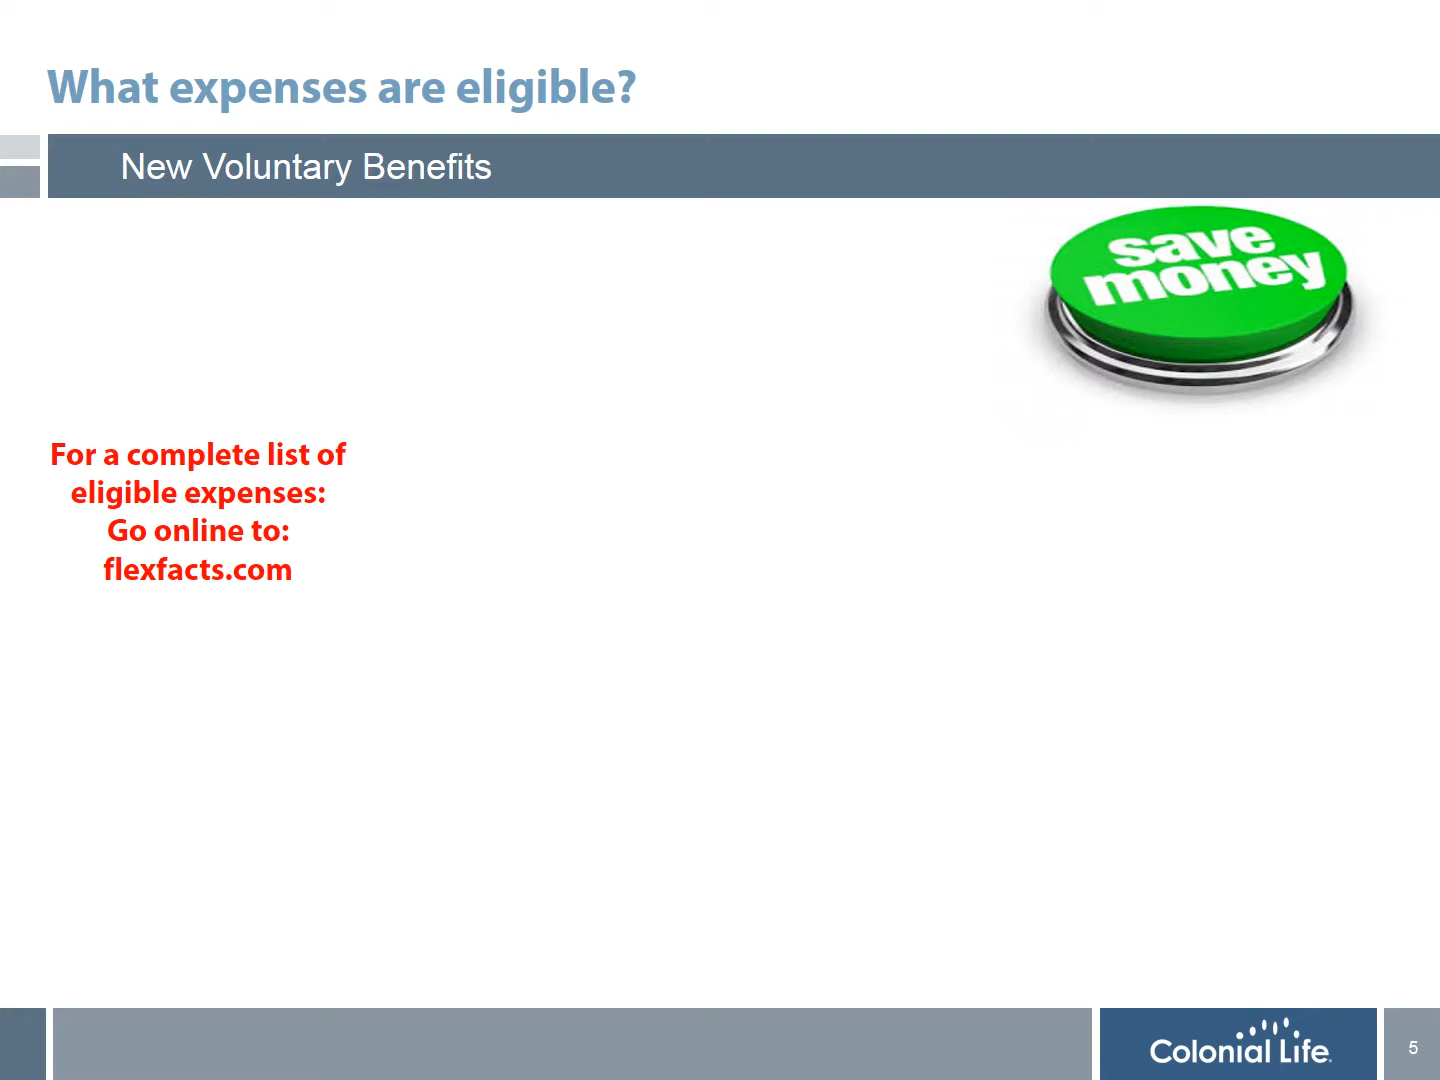 What expenses are eligible?
New Voluntary Benefits
save
money
For a complete list of
eligible expenses:
Go online to:
flexfacts.com
Colonial Life.
5